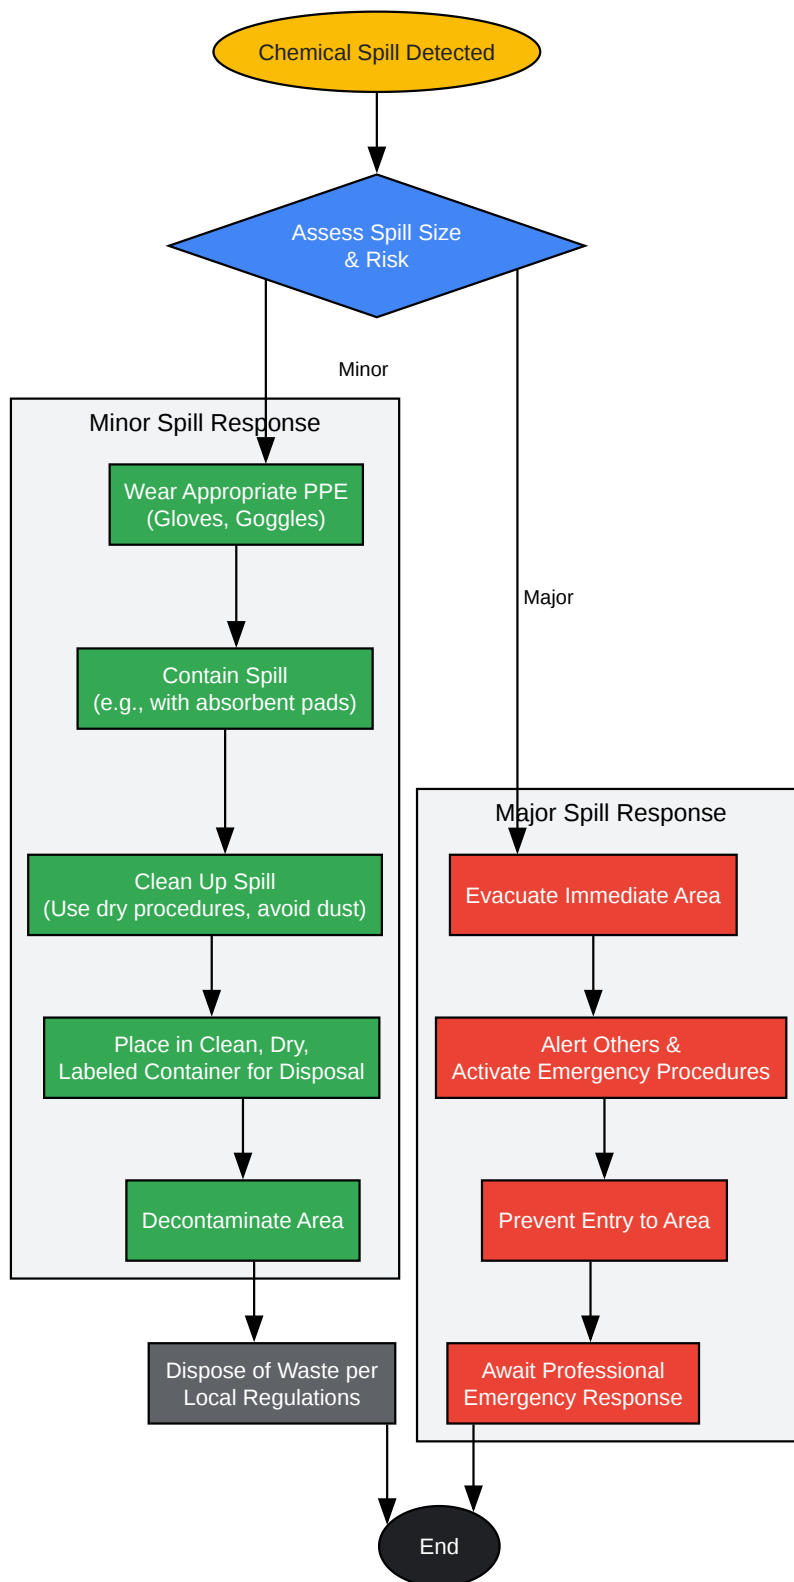 Chemical Spill Detected
Assess Spill Size
& Risk
Minor
Minor Spill Response
Wear Appropriate PPE
(Gloves, Goggles)
Contain Spill
(e.g., with absorbent pads)
Clean Up Spill
(Use dry procedures, avoid dust)
Place in Clean, Dry,
Labeled Container for Disposal
Decontaminate Area
Dispose of Waste per
Local Regulations
Major
Major Spill Response
Evacuate Immediate Area
Alert Others &
Activate Emergency Procedures
Prevent Entry to Area
Await Professional
Emergency Response
End